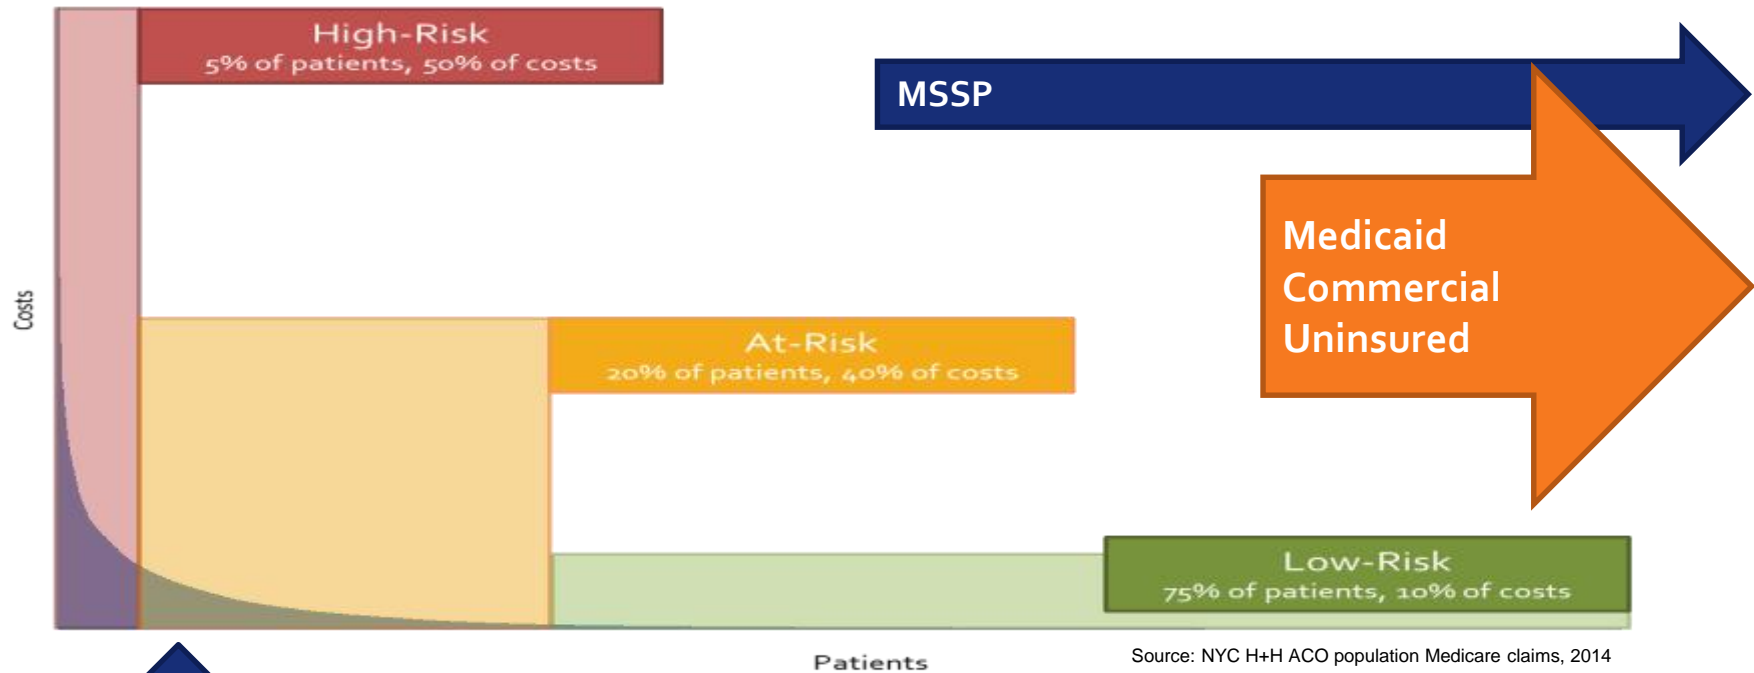 High-Risk
5% of patients, 50% of costs
MSSP
Medicaid
Commercial
Uninsured
Costs
At-Risk
20% of patients, 40% of costs
Low-Risk
75% of patients, 10% of costs
Patients
Source: NYC H+H ACO population Medicare claims, 2014